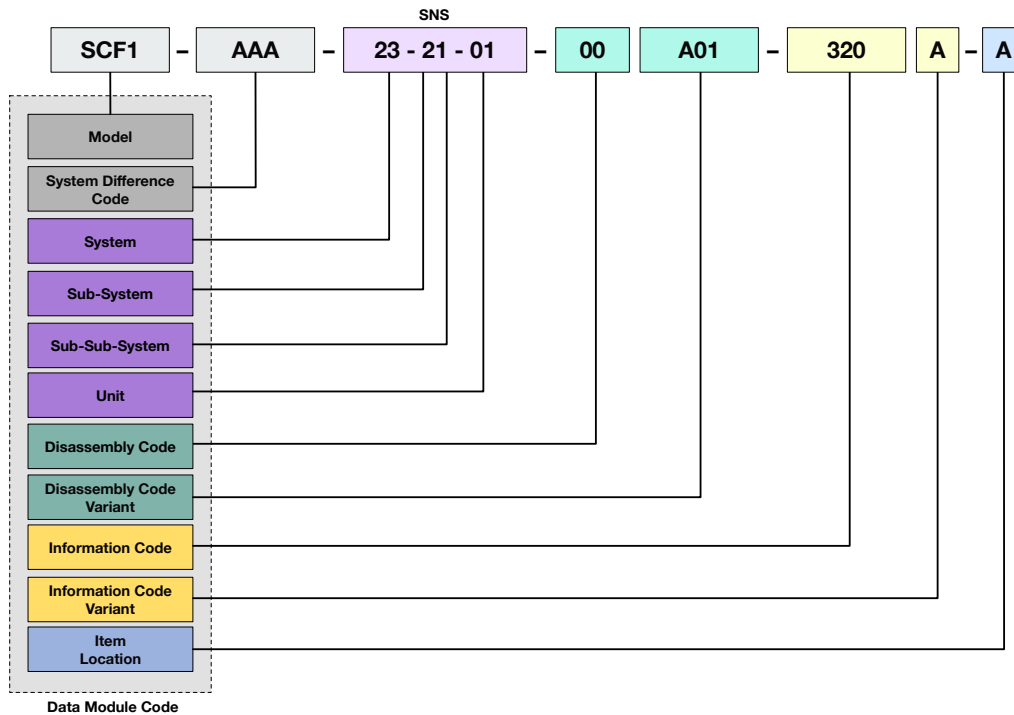 SNS
SCF1 – AAA – 23 - 21 - 01 – 00 A01 – 320 A – A
Model
System Difference
Code
System
Sub-System
Sub-Sub-System
Unit
Disassembly Code
Disassembly Code
Variant
Information Code
Information Code
Variant
Item
Location
Data Module Code